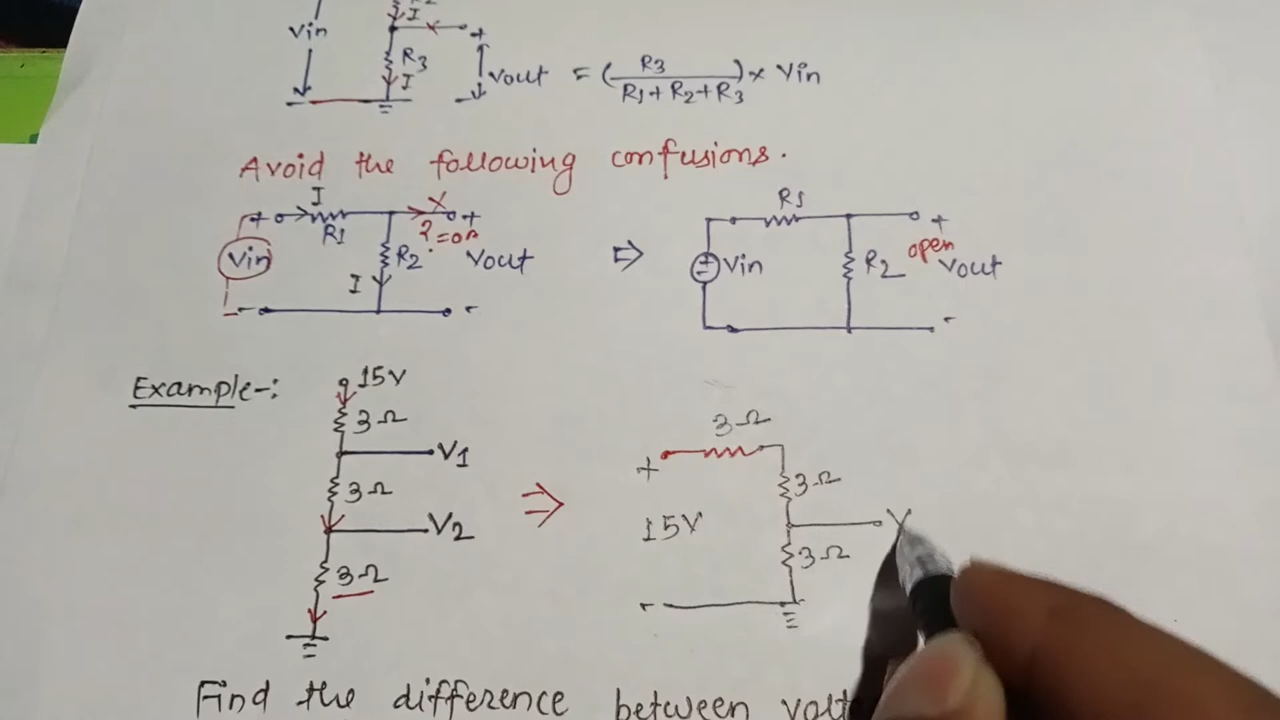 Vin
I
R3
I
+
Vout = (R3 / R1+R2+R3) × Vin
-
Avoid the following confusions.
+ I R1 X +
? = 0A
Vin R2 Vout
I
- -
⇒
R1 +
Vin R2 open Vout
-
Example-:
15V
3Ω
V1
3Ω
V2
3Ω
⇒
3Ω
+
3Ω
15V
V
3Ω
-
Find the difference between